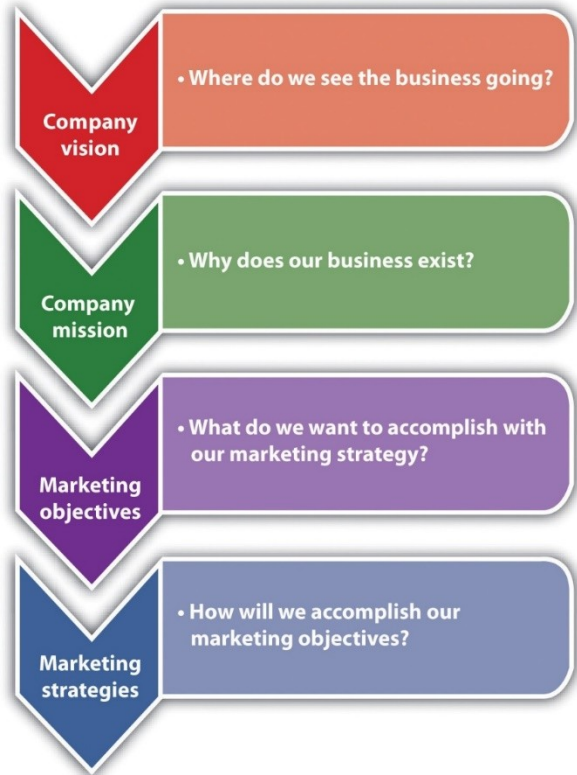 Company
vision
• Where do we see the business going?
Company
mission
• Why does our business exist?
Marketing
objectives
• What do we want to accomplish with
our marketing strategy?
Marketing
strategies
• How will we accomplish our
marketing objectives?